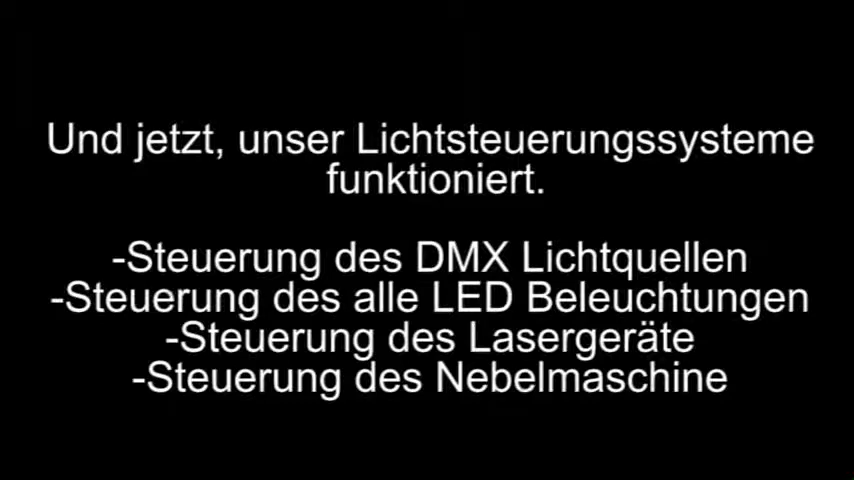 Und jetzt, unser Lichtsteuerungssysteme
funktioniert.
-Steuerung des DMX Lichtquellen
-Steuerung des alle LED Beleuchtungen
-Steuerung des Lasergeräte
-Steuerung des Nebelmaschine